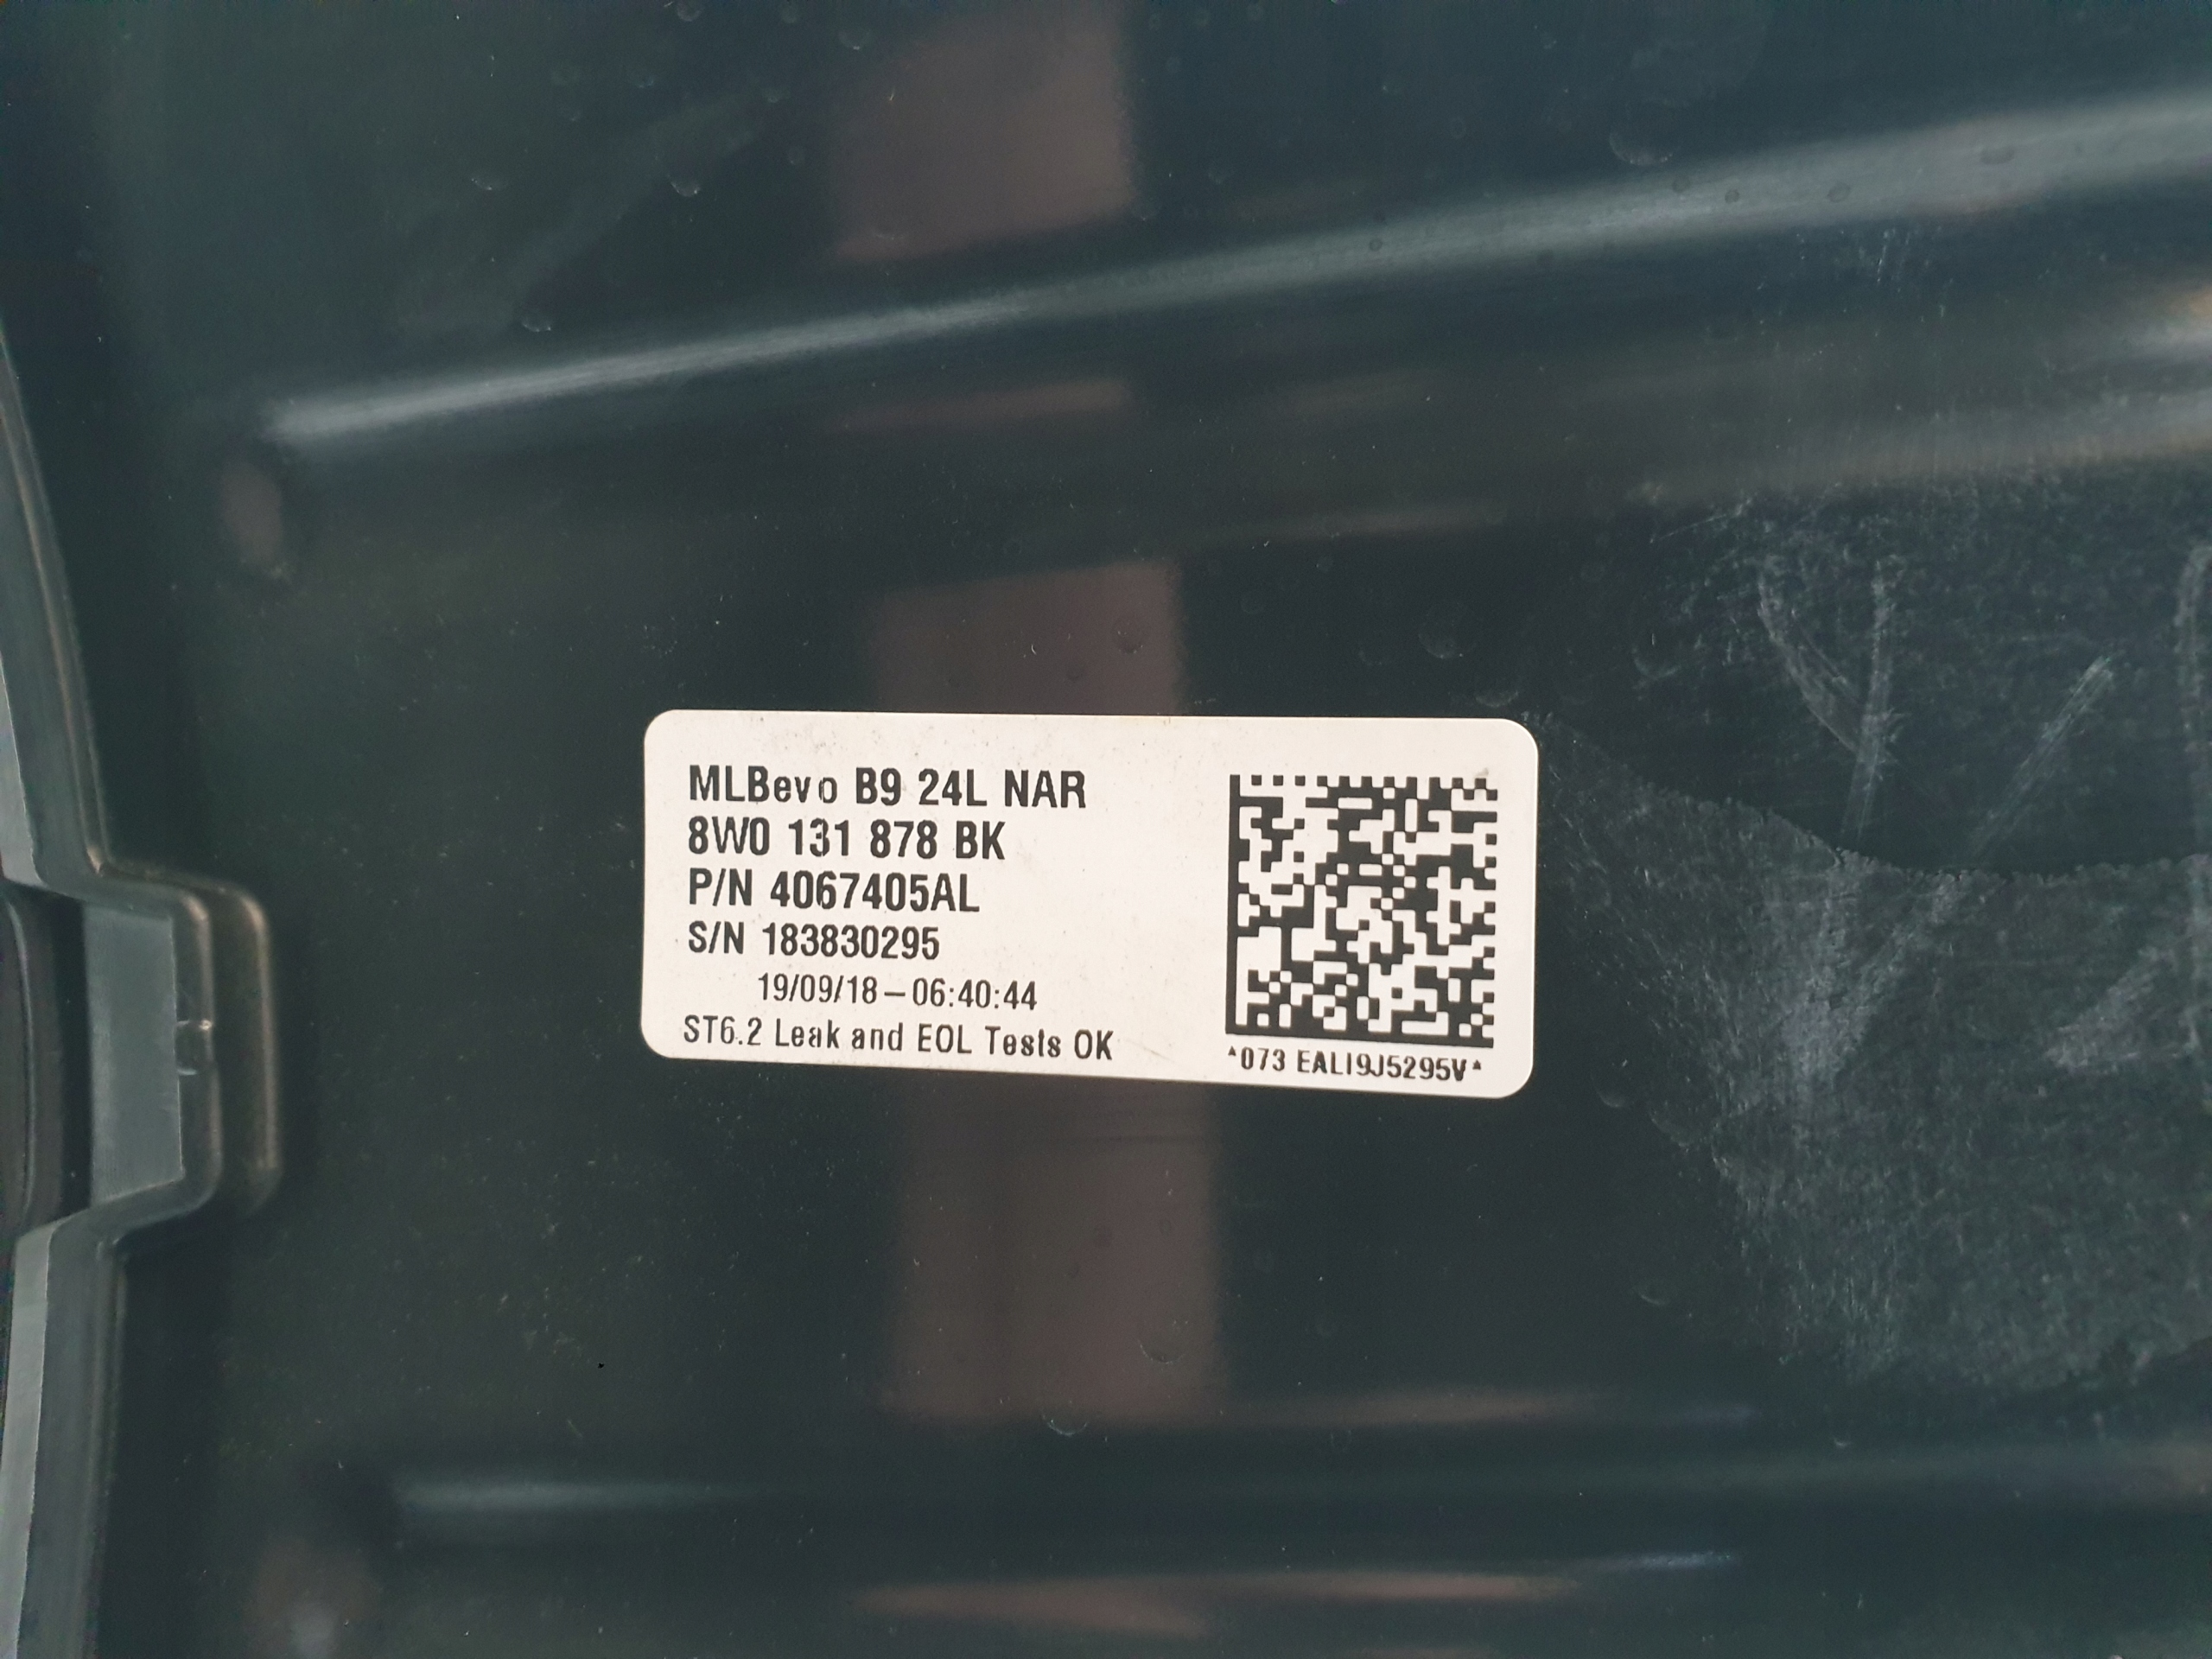 MLBevo B9 24L NAR
8W0 131 878 BK
P/N 4067405AL
S/N 183830295
19/09/18-06:40:44
ST6.2 Leak and EOL Tests OK
*073 EALI9J5295V*